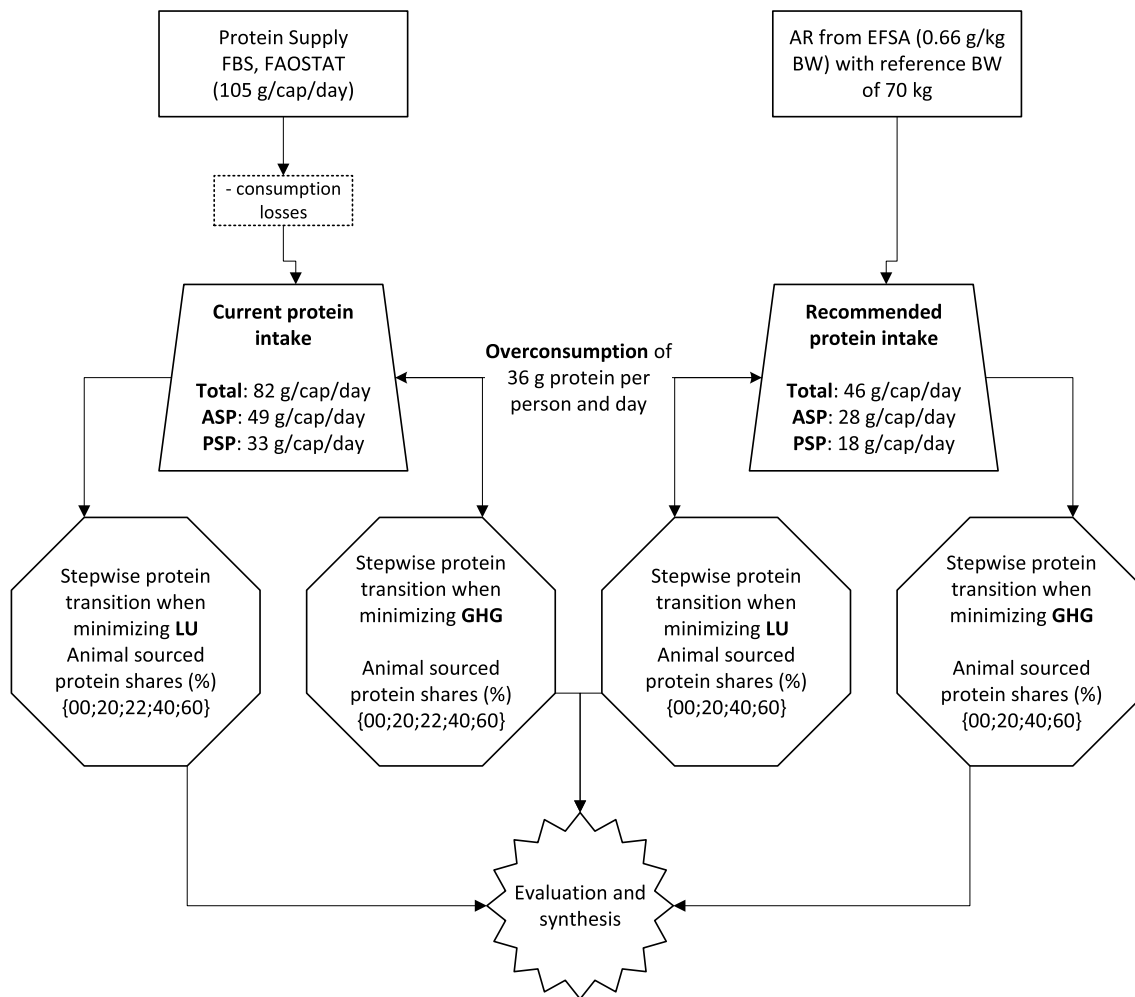 Protein Supply
FBS, FAOSTAT
(105 g/cap/day)
AR from EFSA (0.66 g/kg
BW) with reference BW
of 70 kg
- consumption
losses
Current protein
intake
Total: 82 g/cap/day
ASP: 49 g/cap/day
PSP: 33 g/cap/day
Overconsumption of
36 g protein per
person and day
Recommended
protein intake
Total: 46 g/cap/day
ASP: 28 g/cap/day
PSP: 18 g/cap/day
Stepwise protein
transition when
minimizing LU
Animal sourced
protein shares (%)
{00;20;22;40;60}
Stepwise protein
transition when
minimizing GHG
Animal sourced
protein shares (%)
{00;20;22;40;60}
Stepwise protein
transition when
minimizing LU
Animal sourced
protein shares (%)
{00;20;40;60}
Stepwise protein
transition when
minimizing GHG
Animal sourced
protein shares (%)
{00;20;40;60}
Evaluation and
synthesis